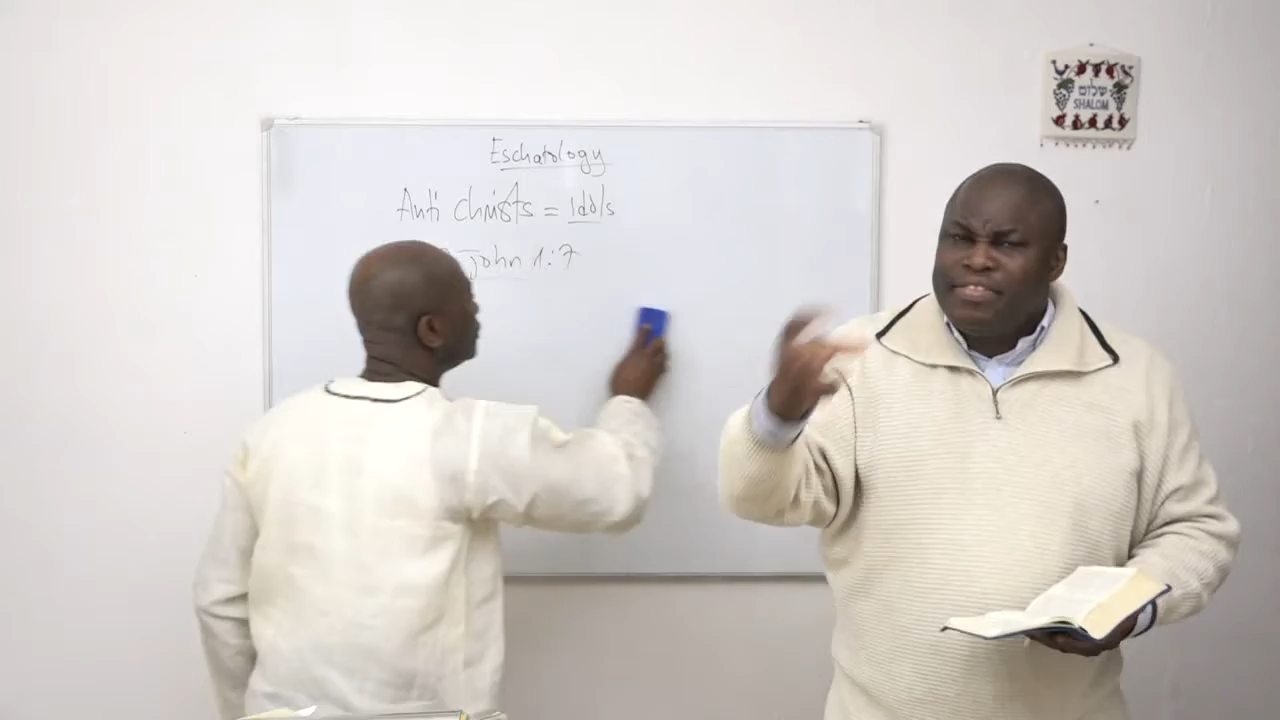 Eschatology
Anti Christs = Idols
John 1:7
שלום
SHALOM